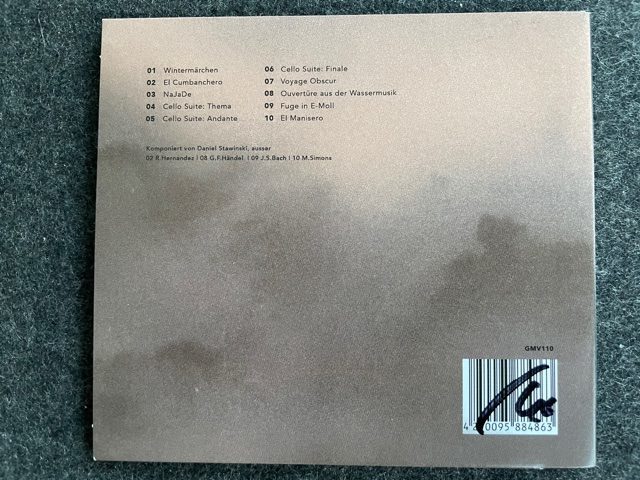 01 Wintermärchen
02 El Cumbanchero
03 NaJaDe
04 Cello Suite: Thema
05 Cello Suite: Andante
06 Cello Suite: Finale
07 Voyage Obscur
08 Ouvertüre aus der Wassermusik
09 Fuge in E-Moll
10 El Manisero
Komponiert von Daniel Stawinski, ausser
02 R.Hernandez | 08 G.F.Händel | 09 J.S.Bach | 10 M.Simons
GMV110